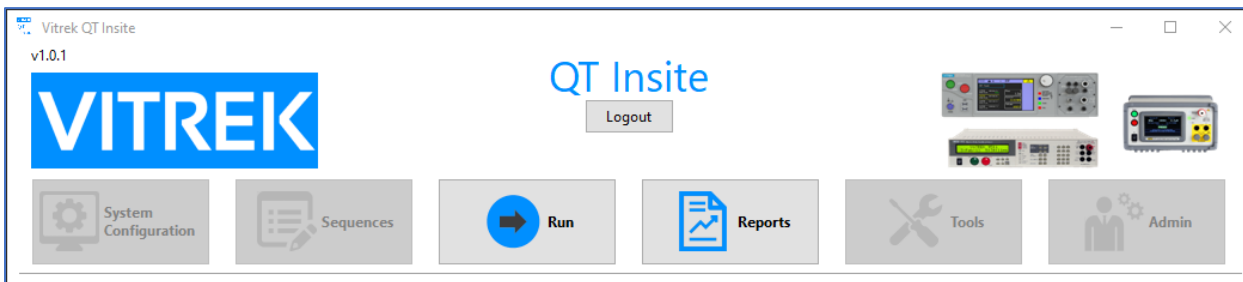 Vitrek QT Insite
v1.0.1
VITREK
QT Insite
Logout
System
Configuration
Sequences
Run
Reports
Tools
Admin